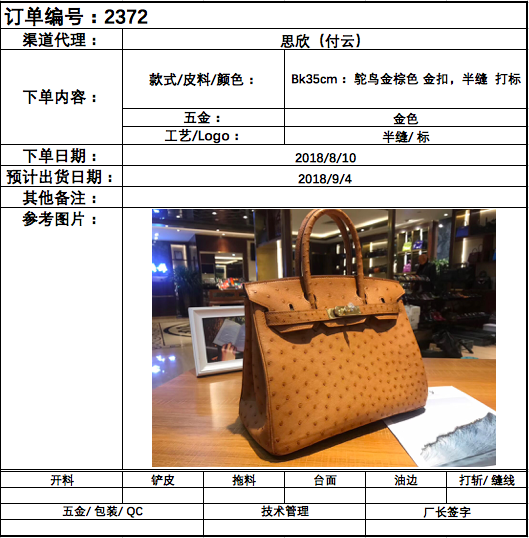 订单编号：2372
渠道代理： 思欣（付云）
下单内容： 款式/皮料/颜色： Bk35cm：鸵鸟金棕色 金扣，半缝 打标
五金： 金色
工艺/Logo： 半缝/标
下单日期： 2018/8/10
预计出货日期： 2018/9/4
其他备注：
参考图片：
开料 铲皮 拖料 台面 油边 打斩/缝线
五金/包装/QC 技术管理 厂长签字